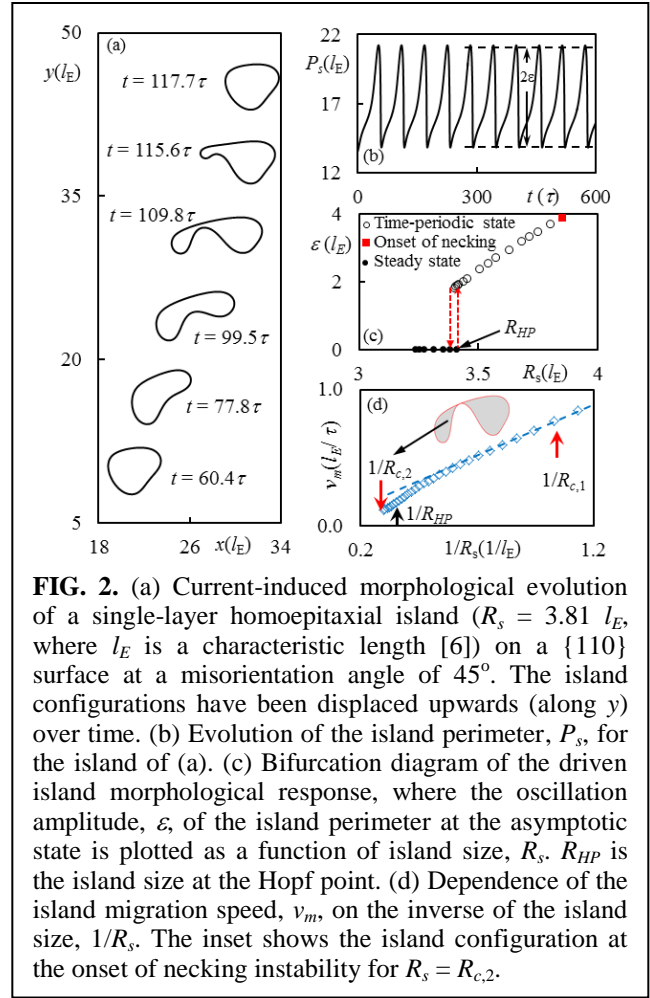 50
(a)
y(lE)
t = 117.7τ
t = 115.6τ
35
t = 109.8τ
t = 99.5τ
20
t = 77.8τ
t = 60.4τ
5
18 26 x(lE) 34
22
Ps(lE)
2ε
17
(b)
12
0 300 t(τ) 600
4
ε(lE)
○Time-periodic state
■Onset of necking
●Steady state
2
RHP
0
(c)
3 3.5 Rs(lE) 4
1.0
(d)
vm(lE/τ)
1/Rc,2
1/Rc,1
1/RHP
0.0
0.2 1/Rs(1/lE) 1.2
FIG. 2. (a) Current-induced morphological evolution
of a single-layer homoepitaxial island (Rs = 3.81 lE,
where lE is a characteristic length [6]) on a {110}
surface at a misorientation angle of 45o. The island
configurations have been displaced upwards (along y)
over time. (b) Evolution of the island perimeter, Ps, for
the island of (a). (c) Bifurcation diagram of the driven
island morphological response, where the oscillation
amplitude, ε, of the island perimeter at the asymptotic
state is plotted as a function of island size, Rs. RHP is
the island size at the Hopf point. (d) Dependence of the
island migration speed, vm, on the inverse of the island
size, 1/Rs. The inset shows the island configuration at
the onset of necking instability for Rs = Rc,2.